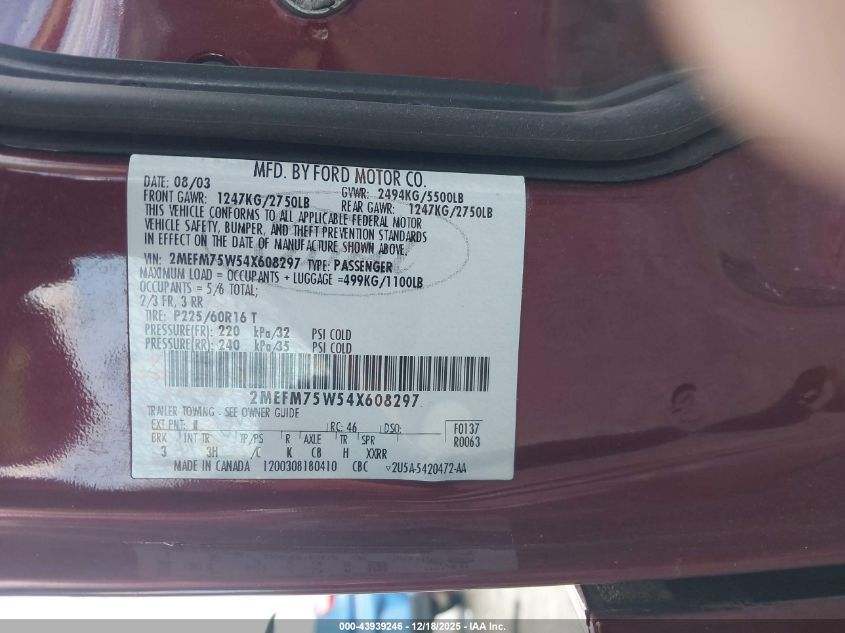 MFD. BY FORD MOTOR CO.
DATE: 08/03 GVWR: 2494KG/5500LB
FRONT GAWR: 1247KG/2750LB REAR GAWR: 1247KG/2750LB
THIS VEHICLE CONFORMS TO ALL APPLICABLE FEDERAL MOTOR
VEHICLE SAFETY, BUMPER, AND THEFT PREVENTION STANDARDS
IN EFFECT ON THE DATE OF MANUFACTURE SHOWN ABOVE.
VIN: 2MEFM75W54X608297 TYPE: PASSENGER
MAXIMUM LOAD = OCCUPANTS + LUGGAGE =499KG/1100LB
OCCUPANTS = 5/6 TOTAL;
2/3 FR, 3 RR
TIRE: P225/60R16 T
PRESSURE(FR): 220 kPa/32 PSI COLD
PRESSURE(RR): 240 kPa/35 PSI COLD
2MEFM75W54X608297
TRAILER TOWING - SEE OWNER GUIDE
EXT PNT: RC: 46 DSO: F0137
BRK INT TR TP/PS R AXLE TR SPR R0063
3 3H /C K CB H XXRR
MADE IN CANADA 1200308180410 CBC 2U5A-5420472-AA
000-43939246 - 12/18/2025 - IAA Inc.